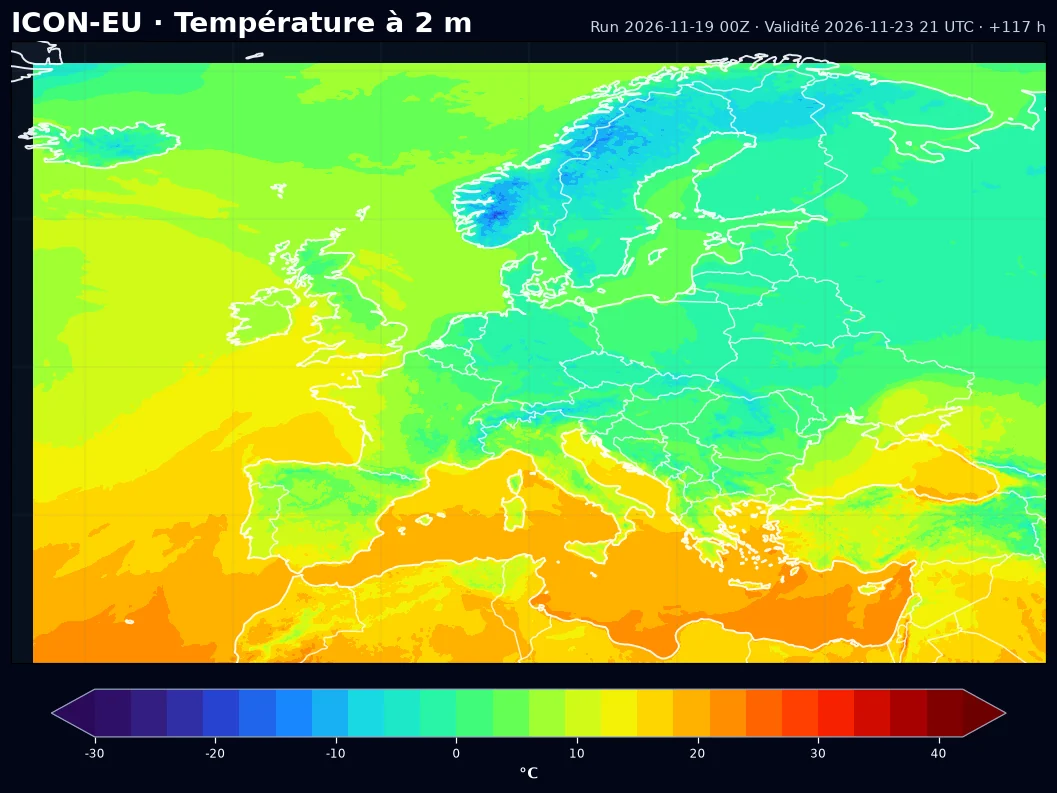 ICON-EU · Température à 2 m
Run 2026-11-19 00Z · Validité 2026-11-23 21 UTC · +117 h
-30 -20 -10 0 10 20 30 40
°C